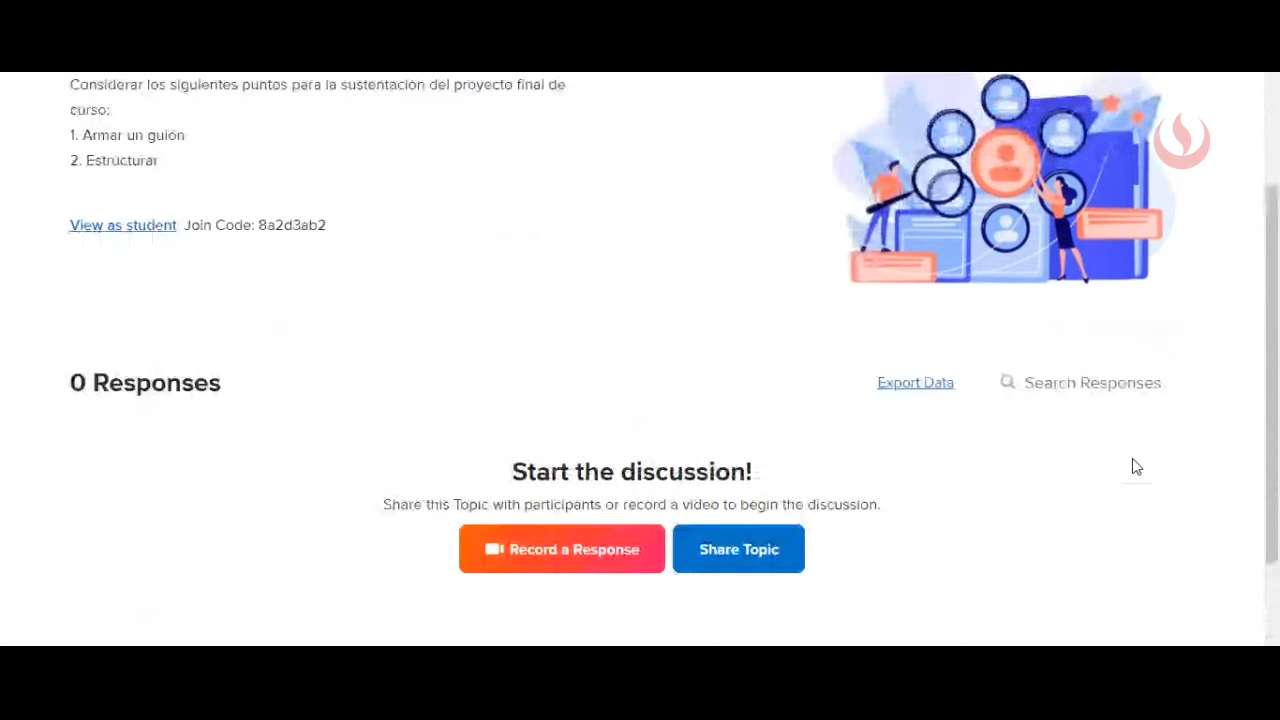 Considerar los siguientes puntos para la sustentación del proyecto final de
curso:
1. Armar un guión
2. Estructurar
View as student Join Code: 8a2d3ab2
0 Responses
Export Data
Search Responses
Start the discussion!
Share this Topic with participants or record a video to begin the discussion.
Record a Response
Share Topic